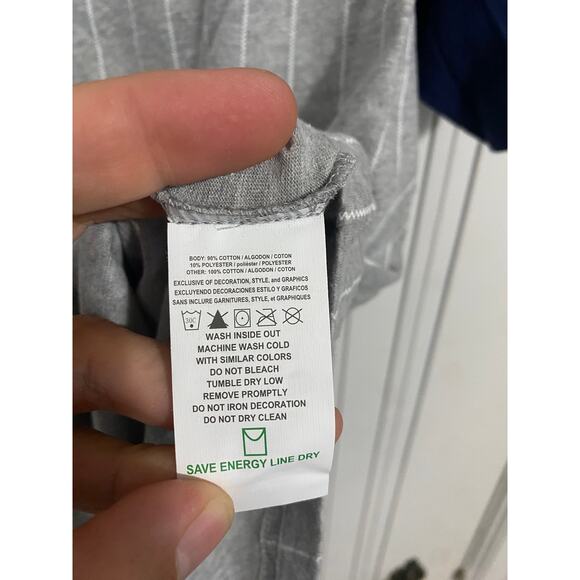 BODY: 90% COTTON / ALGODON / COTON
10% POLYESTER / poliéster / POLYESTER
OTHER: 100% COTTON / ALGODON / COTON
EXCLUSIVE OF DECORATION, STYLE, and GRAPHICS
EXCLUYENDO DECORACIONES ESTILO Y GRAFICOS
SANS INCLURE GARNITURES, STYLE, et GRAPHIQUES
30C
WASH INSIDE OUT
MACHINE WASH COLD
WITH SIMILAR COLORS
DO NOT BLEACH
TUMBLE DRY LOW
REMOVE PROMPTLY
DO NOT IRON DECORATION
DO NOT DRY CLEAN
SAVE ENERGY LINE DRY